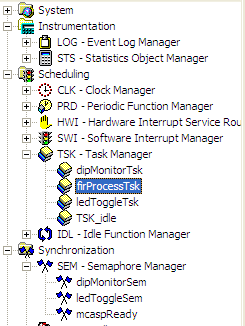 System
Instrumentation
LOG - Event Log Manager
STS - Statistics Object Manager
Scheduling
CLK - Clock Manager
PRD - Periodic Function Manager
HWI - Hardware Interrupt Service Rou
SWI - Software Interrupt Manager
TSK - Task Manager
dipMonitorTsk
firProcessTsk
ledToggleTsk
TSK_idle
IDL - Idle Function Manager
Synchronization
SEM - Semaphore Manager
dipMonitorSem
ledToggleSem
mcaspReady